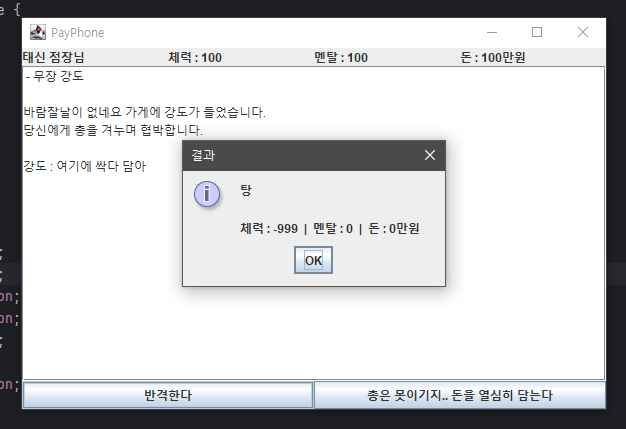 e {
PayPhone
태신 점장님 체력 : 100 멘탈 : 100 돈 : 100만원
- 무장 강도
바람잘날이 없네요 가게에 강도가 들었습니다.
당신에게 총을 겨누며 협박합니다.
강도 : 여기에 싹다 담아
결과
탕
체력 : -999 | 멘탈 : 0 | 돈 : 0만원
OK
;
;
on;
on;
;
on;
반격한다 총은 못이기지.. 돈을 열심히 담는다